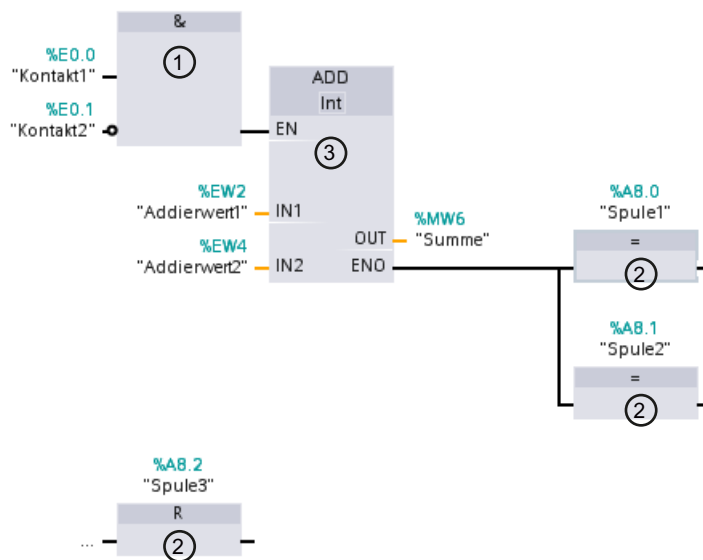 &
1
%E0.0
"Kontakt1"
%E0.1
"Kontakt2"
ADD
Int
EN
3
%EW2
"Addierwert1"
IN1
%MW6
OUT
"Summe"
%EW4
"Addierwert2"
IN2
ENO
%A8.0
"Spule1"
=
2
%A8.1
"Spule2"
=
2
%A8.2
"Spule3"
R
...
2